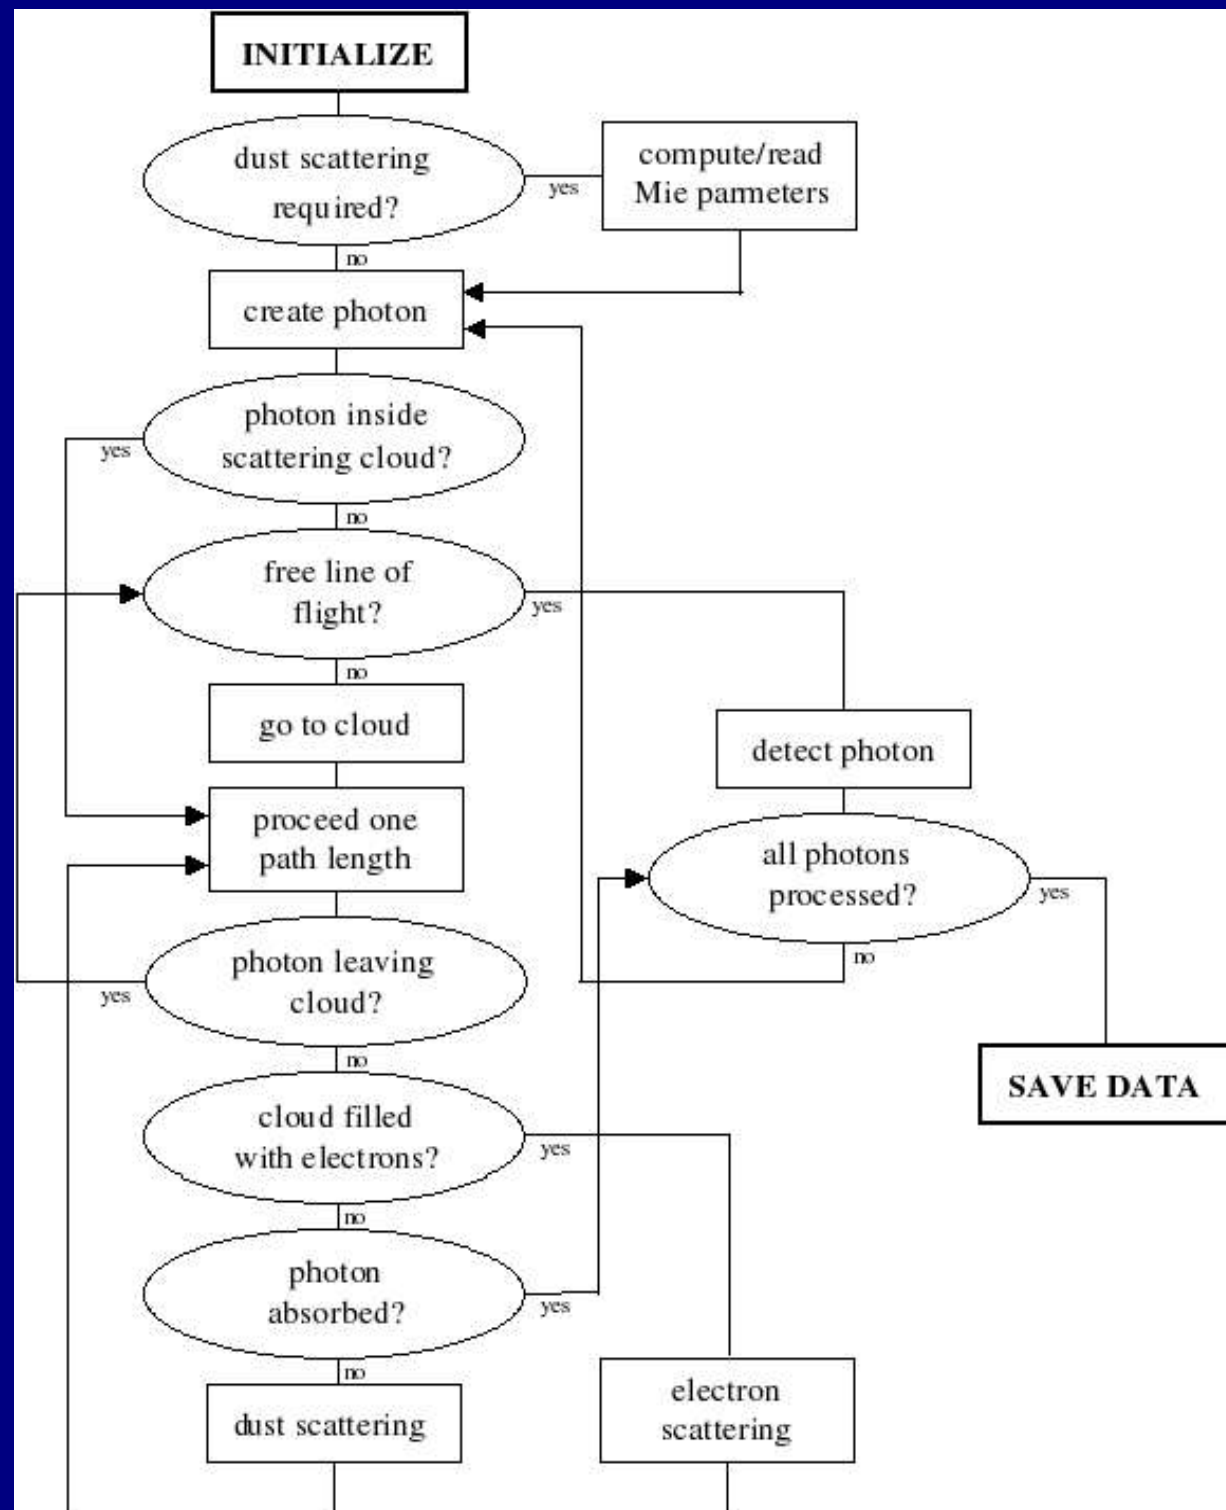 INITIALIZE
dust scattering
required?
yes
compute/read
Mie parmeters
no
create photon
photon inside
scattering cloud?
yes
no
free line of
flight?
yes
no
go to cloud
detect photon
proceed one
path length
all photons
processed?
yes
no
photon leaving
cloud?
yes
no
SAVE DATA
cloud filled
with electrons?
yes
no
photon
absorbed?
yes
no
dust scattering
electron
scattering